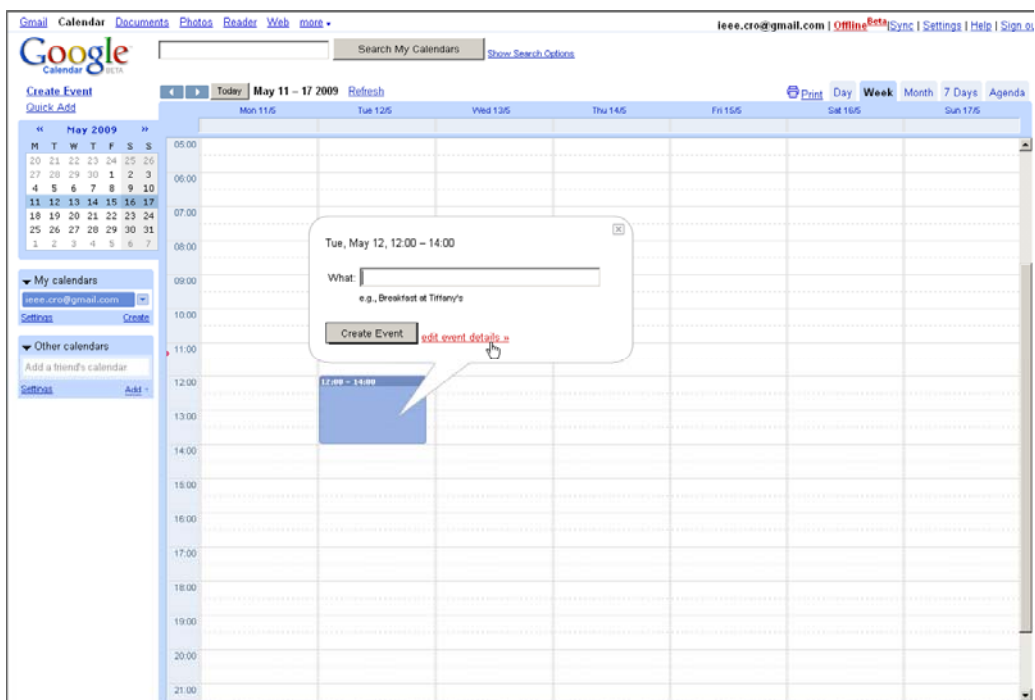 Gmail Calendar Documents Photos Reader Web more
ieee.cro@gmail.com | Offline Beta|Sync | Settings | Help | Sign ou
Google
Calendar BETA
Search My Calendars
Show Search Options
Create Event
Quick Add
Today May 11 – 17 2009 Refresh
Print Day Week Month 7 Days Agenda
Mon 11/5 Tue 12/5 Wed 13/5 Thu 14/5 Fri 15/5 Sat 16/5 Sun 17/5
« May 2009 »
M T W T F S S
20 21 22 23 24 25 26
27 28 29 30 1 2 3
4 5 6 7 8 9 10
11 12 13 14 15 16 17
18 19 20 21 22 23 24
25 26 27 28 29 30 31
1 2 3 4 5 6 7
My calendars
ieee.cro@gmail.com
Settings Create
Other calendars
Add a friend's calendar
Settings Add
05:00
06:00
07:00
08:00
09:00
10:00
11:00
12:00
13:00
14:00
15:00
16:00
17:00
18:00
19:00
20:00
21:00
Tue, May 12, 12:00 – 14:00
What:
e.g., Breakfast at Tiffany's
Create Event edit event details »
12:00 – 14:00